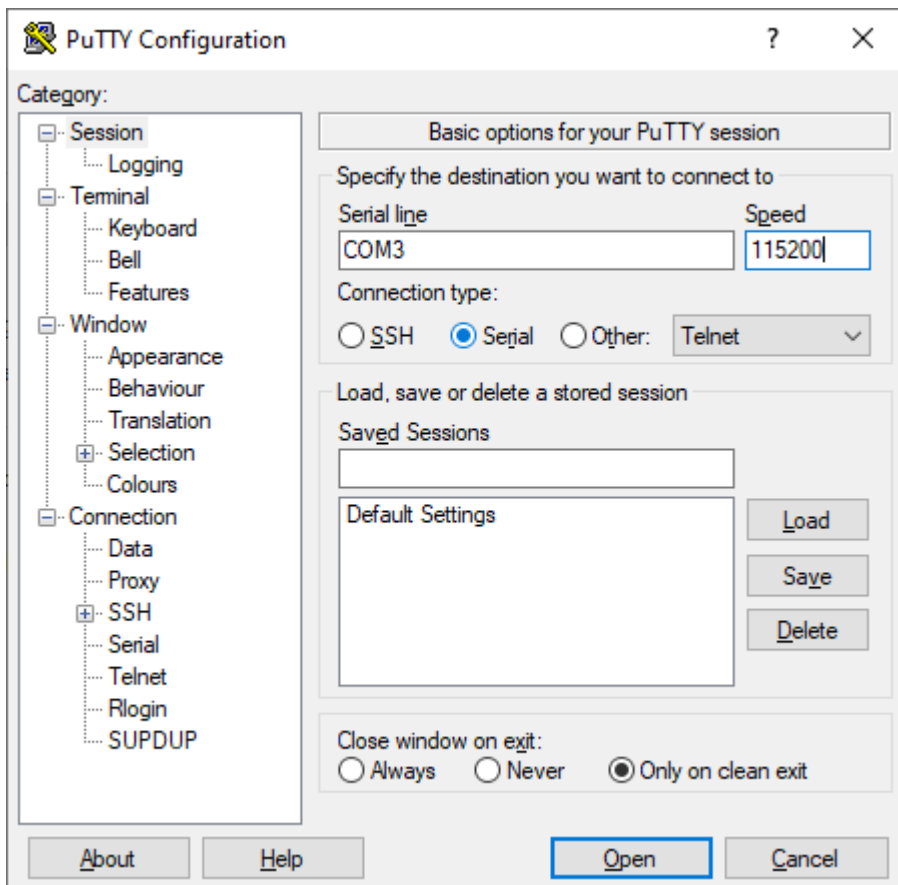 PuTTY Configuration
?
Category:
Session
Logging
Terminal
Keyboard
Bell
Features
Window
Appearance
Behaviour
Translation
Selection
Colours
Connection
Data
Proxy
SSH
Serial
Telnet
Rlogin
SUPDUP
Basic options for your PuTTY session
Specify the destination you want to connect to
Serial line Speed
COM3 115200
Connection type:
SSH Serial Other: Telnet
Load, save or delete a stored session
Saved Sessions
Default Settings
Load
Save
Delete
Close window on exit:
Always Never Only on clean exit
About Help Open Cancel